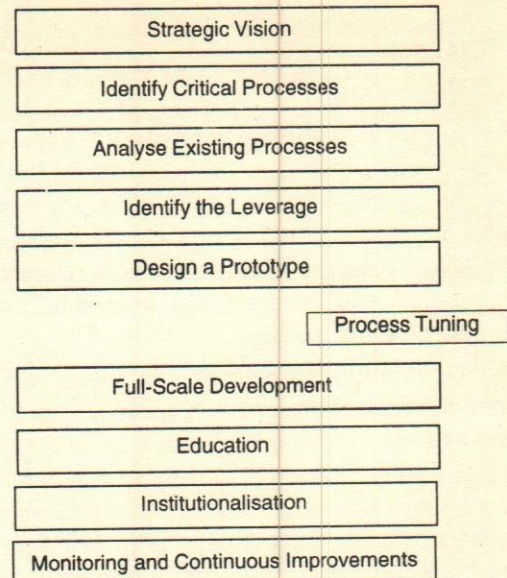 Strategic Vision
Identify Critical Processes
Analyse Existing Processes
Identify the Leverage
Design a Prototype
Process Tuning
Full-Scale Development
Education
Institutionalisation
Monitoring and Continuous Improvements